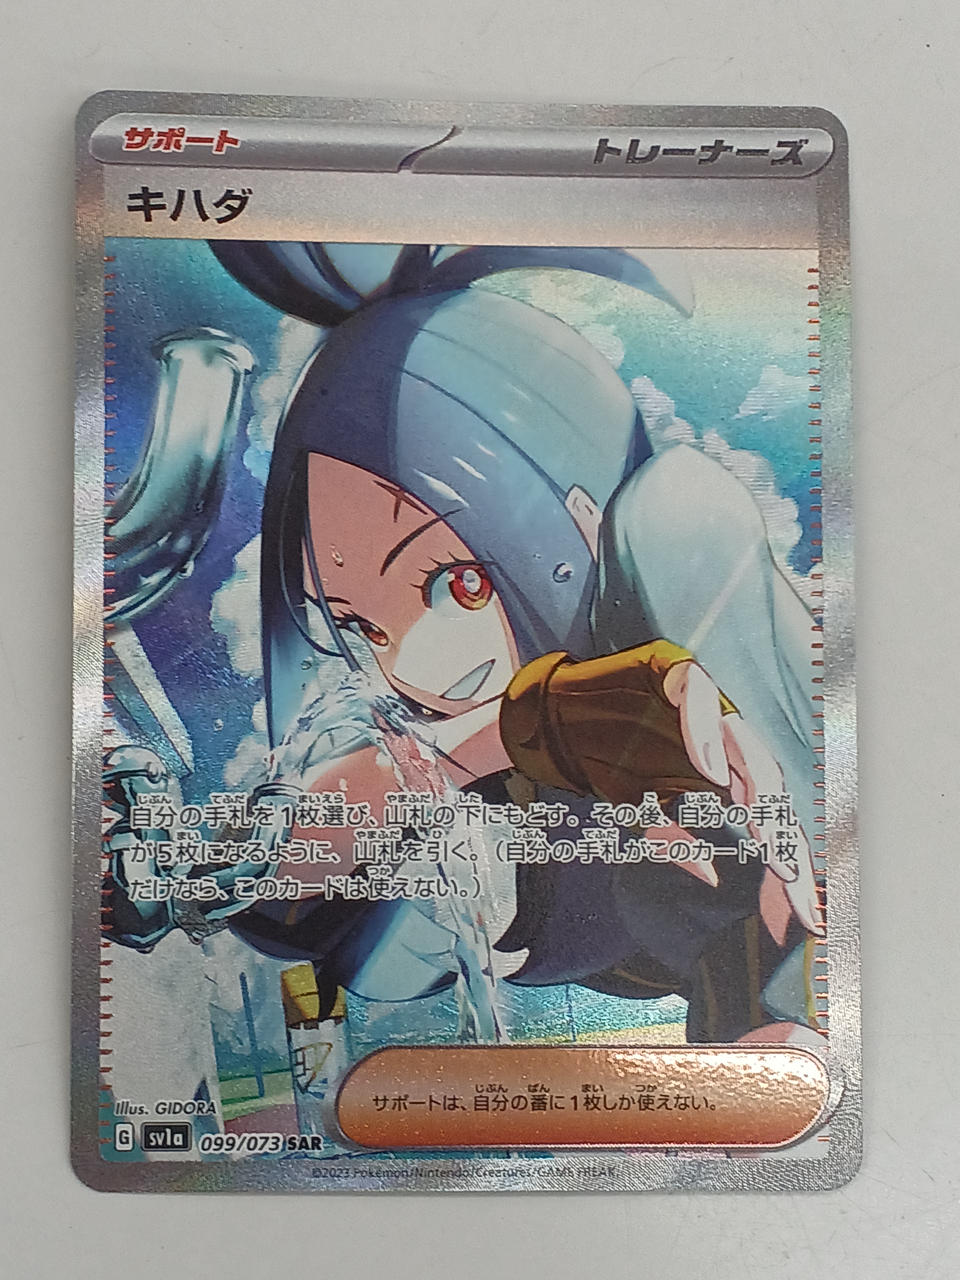 サポート トレーナーズ
キハダ
自分の手札を1枚選び、山札の下にもどす。その後、自分の手札
が5枚になるように、山札を引く。（自分の手札がこのカード1枚
だけなら、このカードは使えない。）
サポートは、自分の番に1枚しか使えない。
Illus. GIDORA
G sv1a 099/073 SAR
©2023 Pokémon/Nintendo/Creatures/GAME FREAK